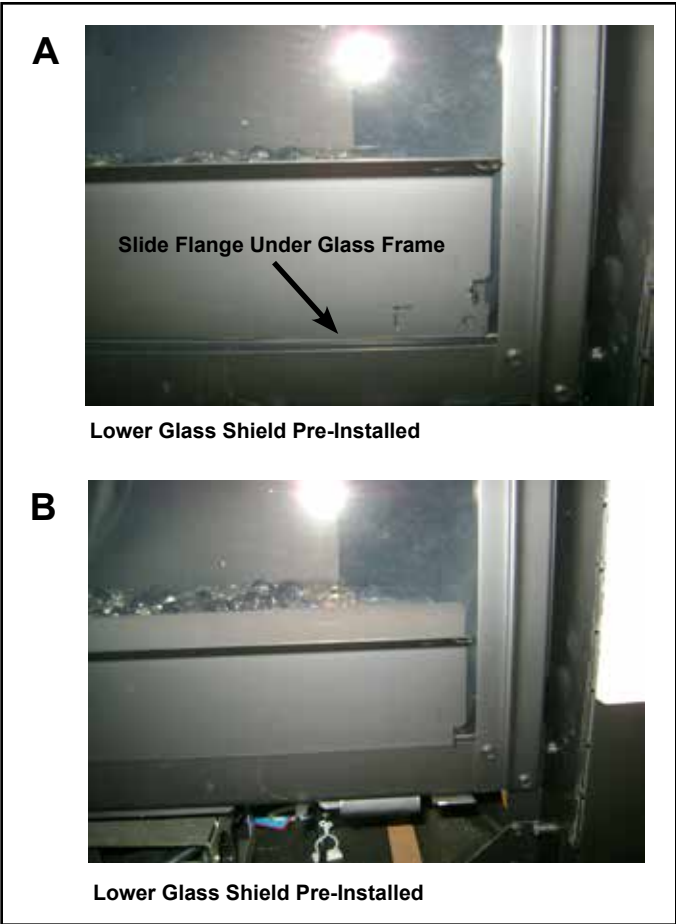 A
Slide Flange Under Glass Frame
Lower Glass Shield Pre-Installed
B
Lower Glass Shield Pre-Installed